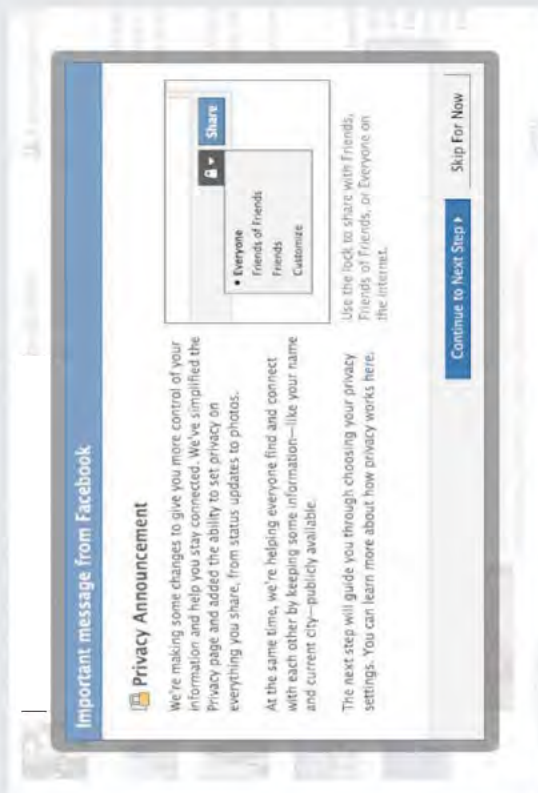 Important message from Facebook
Privacy Announcement
We're making some changes to give you more control of your
information and help you stay connected. We've simplified the
Privacy page and added the ability to set privacy on
everything you share, from status updates to photos.
At the same time, we're helping everyone find and connect
with each other by keeping some information—like your name
and current city—publicly available.
The next step will guide you through choosing your privacy
settings. You can learn more about how privacy works here.
Share
• Everyone
Friends of Friends
Friends
Customize
Use the lock to share with Friends,
Friends of Friends, or Everyone on
the internet.
Continue to Next Step
Skip For Now